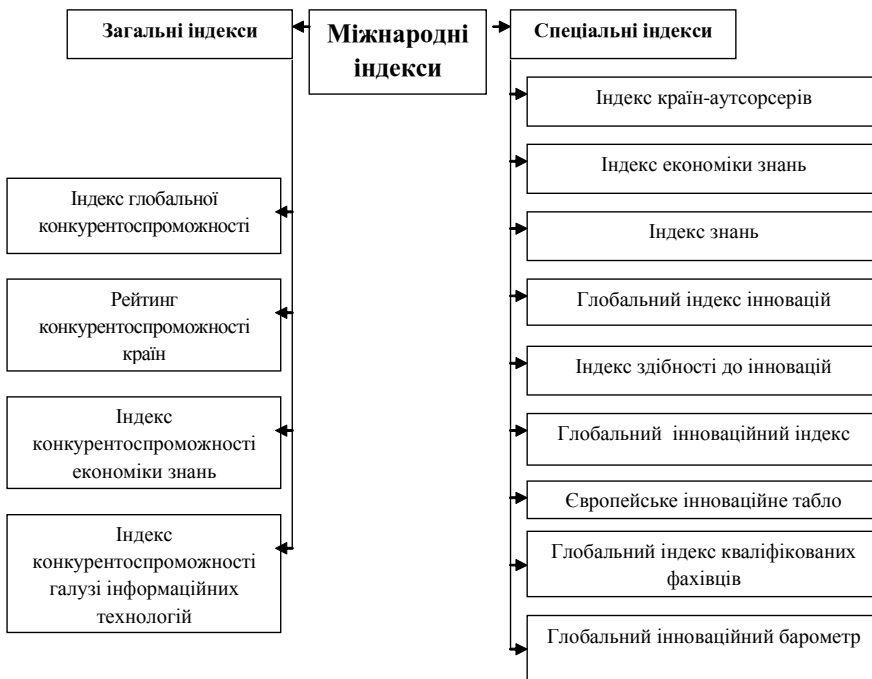 Міжнародні
індекси
Загальні індекси
Індекс глобальної
конкурентоспроможності
Рейтинг
конкурентоспроможності
країн
Індекс
конкурентоспроможності
економіки знань
Індекс
конкурентоспроможності
галузі інформаційних
технологій
Спеціальні індекси
Індекс країн-аутсорсерів
Індекс економіки знань
Індекс знань
Глобальний індекс інновацій
Індекс здібності до інновацій
Глобальний інноваційний індекс
Європейське інноваційне табло
Глобальний індекс кваліфікованих
фахівців
Глобальний інноваційний барометр